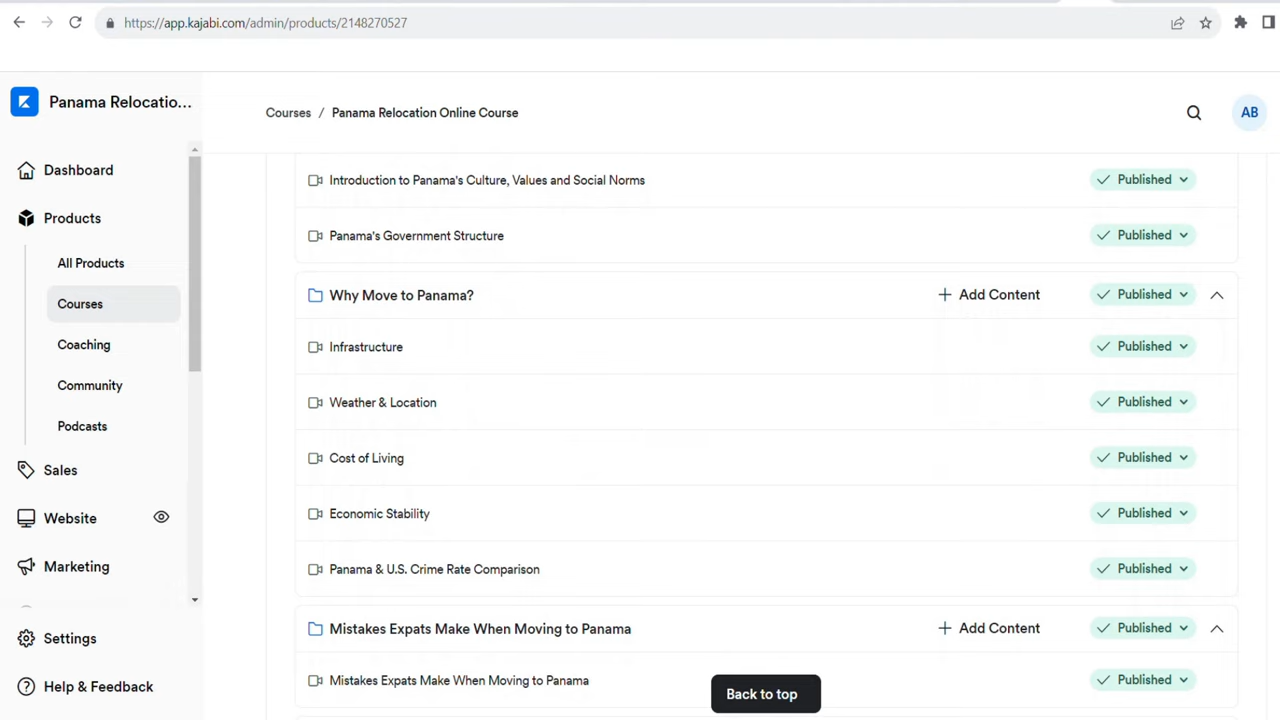 https://app.kajabi.com/admin/products/2148270527
Panama Relocatio...
Courses / Panama Relocation Online Course
AB
Dashboard
Products
All Products
Courses
Coaching
Community
Podcasts
Sales
Website
Marketing
Settings
Help & Feedback
Introduction to Panama's Culture, Values and Social Norms Published
Panama's Government Structure Published
Why Move to Panama? + Add Content Published
Infrastructure Published
Weather & Location Published
Cost of Living Published
Economic Stability Published
Panama & U.S. Crime Rate Comparison Published
Mistakes Expats Make When Moving to Panama + Add Content Published
Mistakes Expats Make When Moving to Panama Published
Back to top